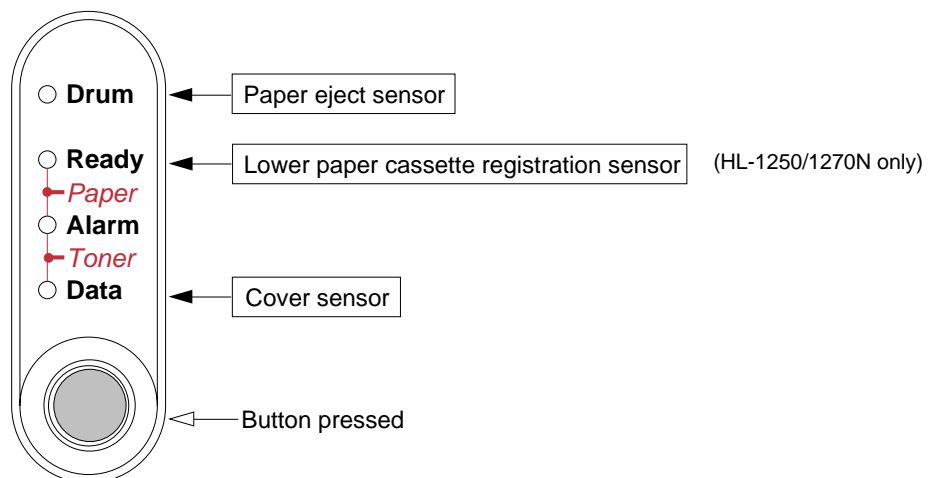 Drum Paper eject sensor
Ready Lower paper cassette registration sensor (HL-1250/1270N only)
Paper
Alarm
Toner
Data Cover sensor
Button pressed